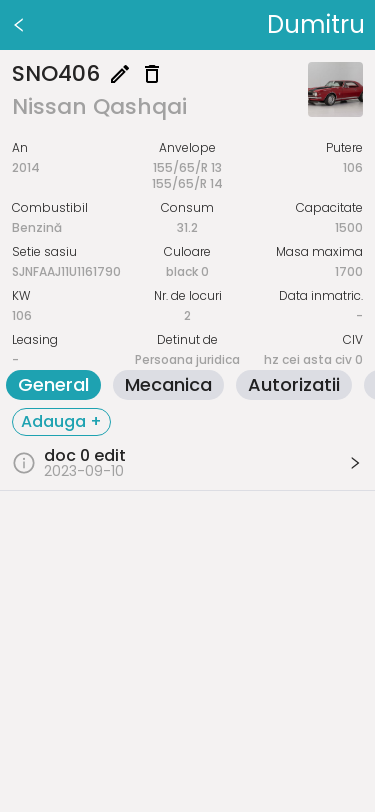 Dumitru
SNO406
Nissan Qashqai
An Anvelope Putere
2014 155/65/R 13 106
155/65/R 14
Combustibil Consum Capacitate
Benzină 31.2 1500
Setie sasiu Culoare Masa maxima
SJNFAAJ11U1161790 black 0 1700
KW Nr. de locuri Data inmatric.
106 2 -
Leasing Detinut de CIV
- Persoana juridica hz cei asta civ 0
General Mecanica Autorizatii
Adauga +
doc 0 edit
2023-09-10